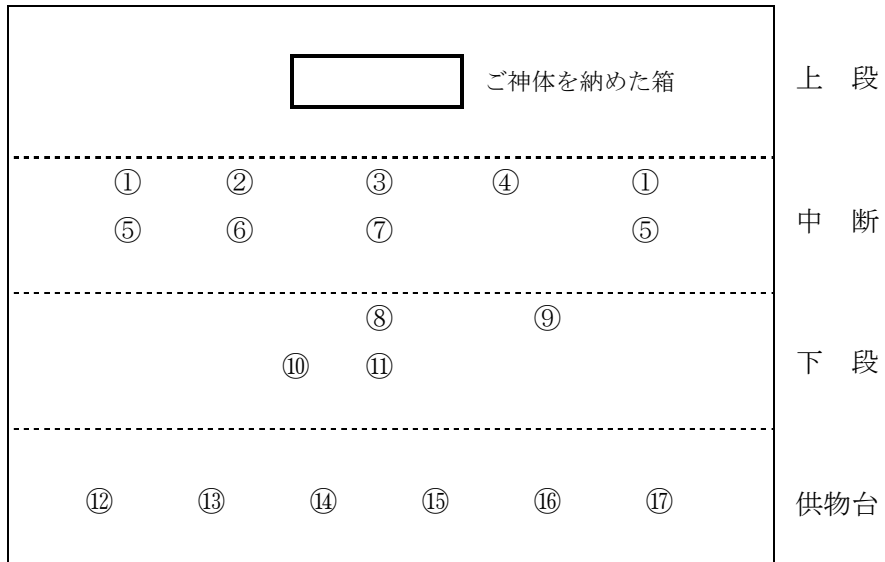 ご神体を納めた箱 上 段
① ② ③ ④ ①
⑤ ⑥ ⑦ ⑤ 中 断
⑧ ⑨
⑩ ⑪ 下 段
⑫ ⑬ ⑭ ⑮ ⑯ ⑰ 供物台